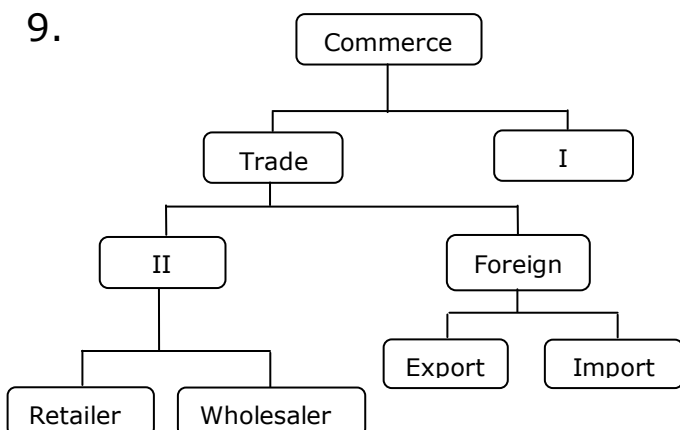 9.
Commerce
Trade
I
II
Foreign
Export
Import
Retailer
Wholesaler